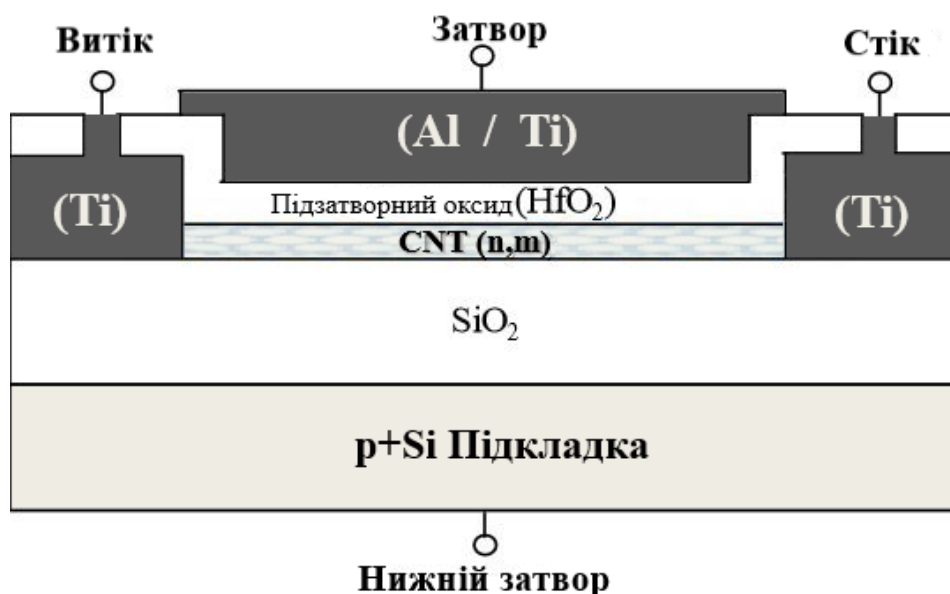 Витік
Затвор
Стік
(Al / Ti)
(Ti)
Підзатворний оксид (HfO₂)
(Ti)
CNT (n,m)
SiO₂
p+Si Підкладка
Нижній затвор